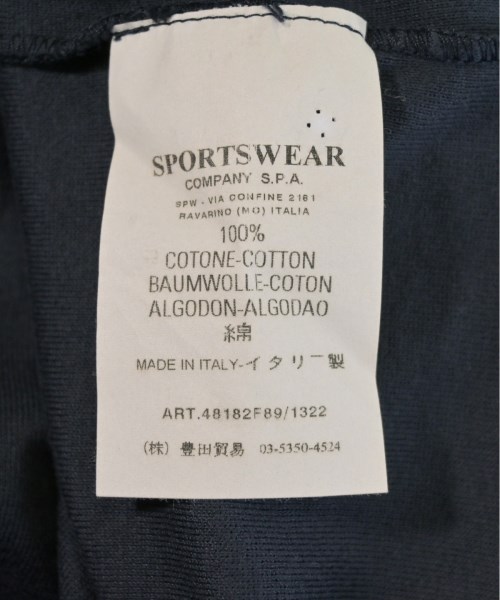 SPORTSWEAR
COMPANY S.P.A.
SPW - VIA CONFINE 2161
RAVARINO (MO) ITALIA
100%
COTONE-COTTON
BAUMWOLLE-COTON
ALGODON-ALGODAO
綿
MADE IN ITALY-イタリー製
ART.48182F89/1322
(株) 豊田貿易 03-5350-4524